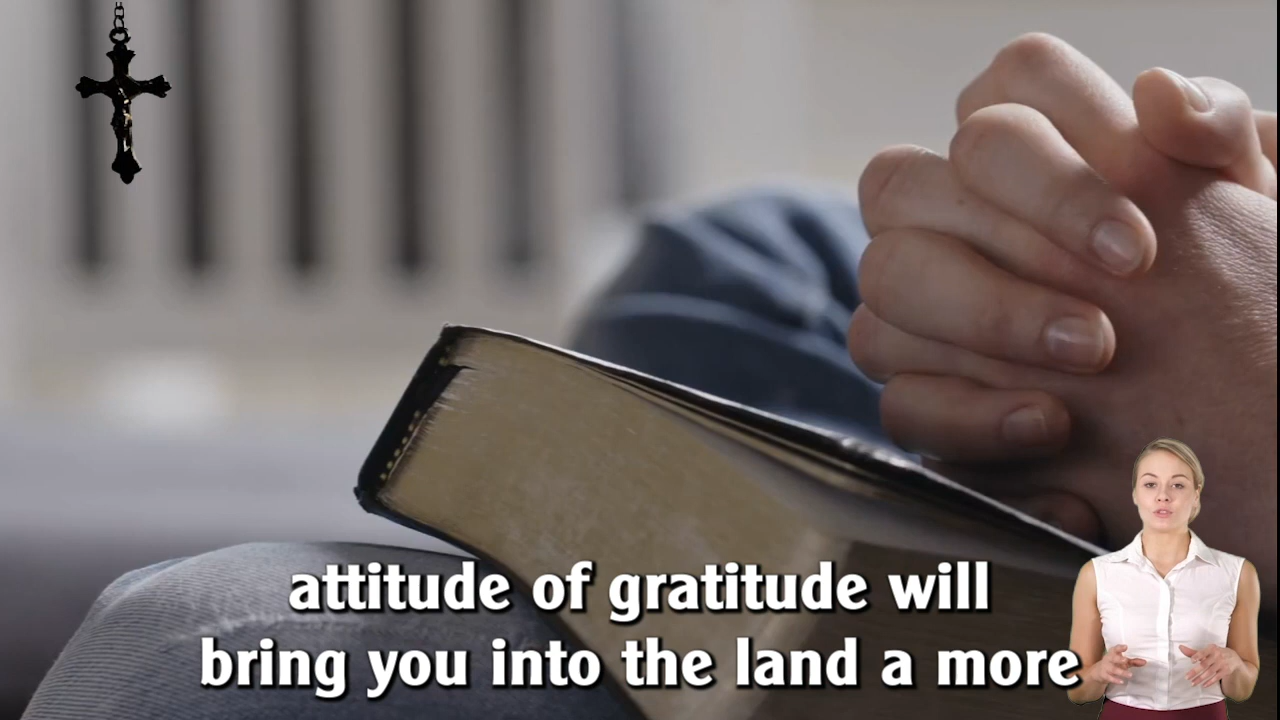 attitude of gratitude will
bring you into the land a more